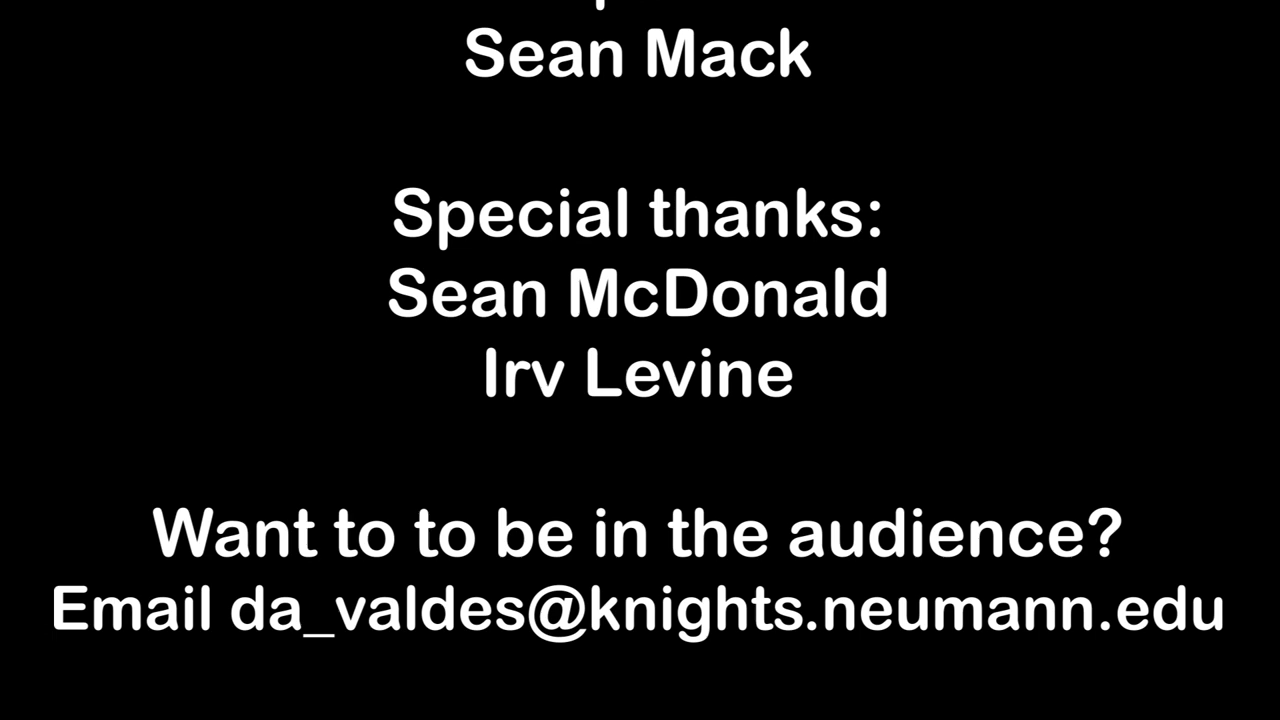 Sean Mack
Special thanks:
Sean McDonald
Irv Levine
Want to to be in the audience?
Email da_valdes@knights.neumann.edu